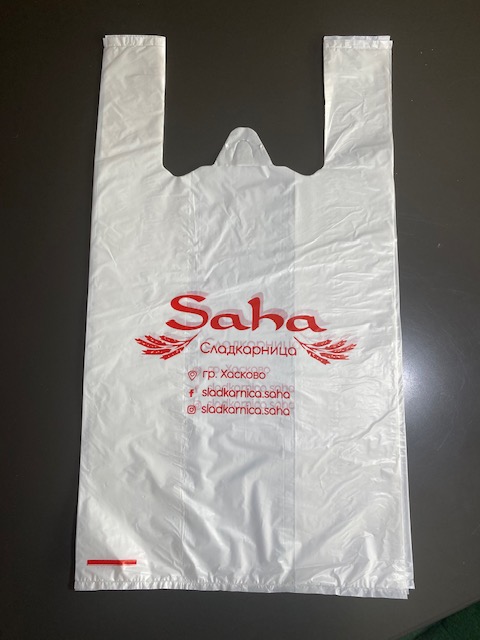 Saha
Сладкарница
гр. Хасково
sladkarnica.saha
sladkarnica.saha